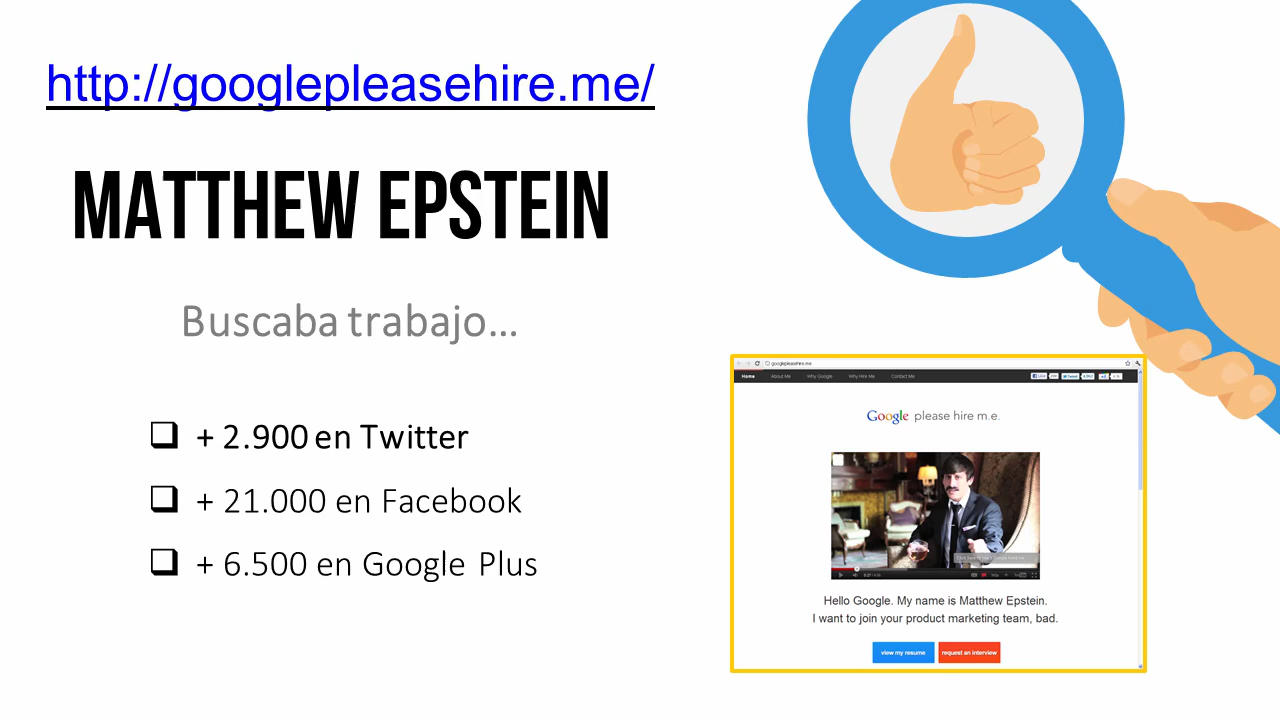 http://googlepleasehire.me/
MATTHEW EPSTEIN
Buscaba trabajo...
+ 2.900 en Twitter
+ 21.000 en Facebook
+ 6.500 en Google Plus
googlepleasehire.me
Home About Me Why Google Why Hire Me Contact Me
Google please hire m.e.
Hello Google. My name is Matthew Epstein.
I want to join your product marketing team, bad.
view my resume request an interview